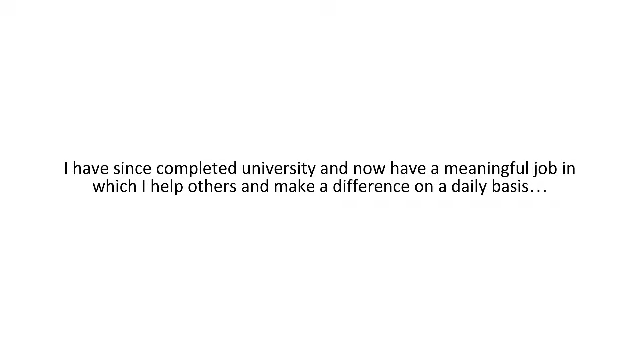 I have since completed university and now have a meaningful job in
which I help others and make a difference on a daily basis…